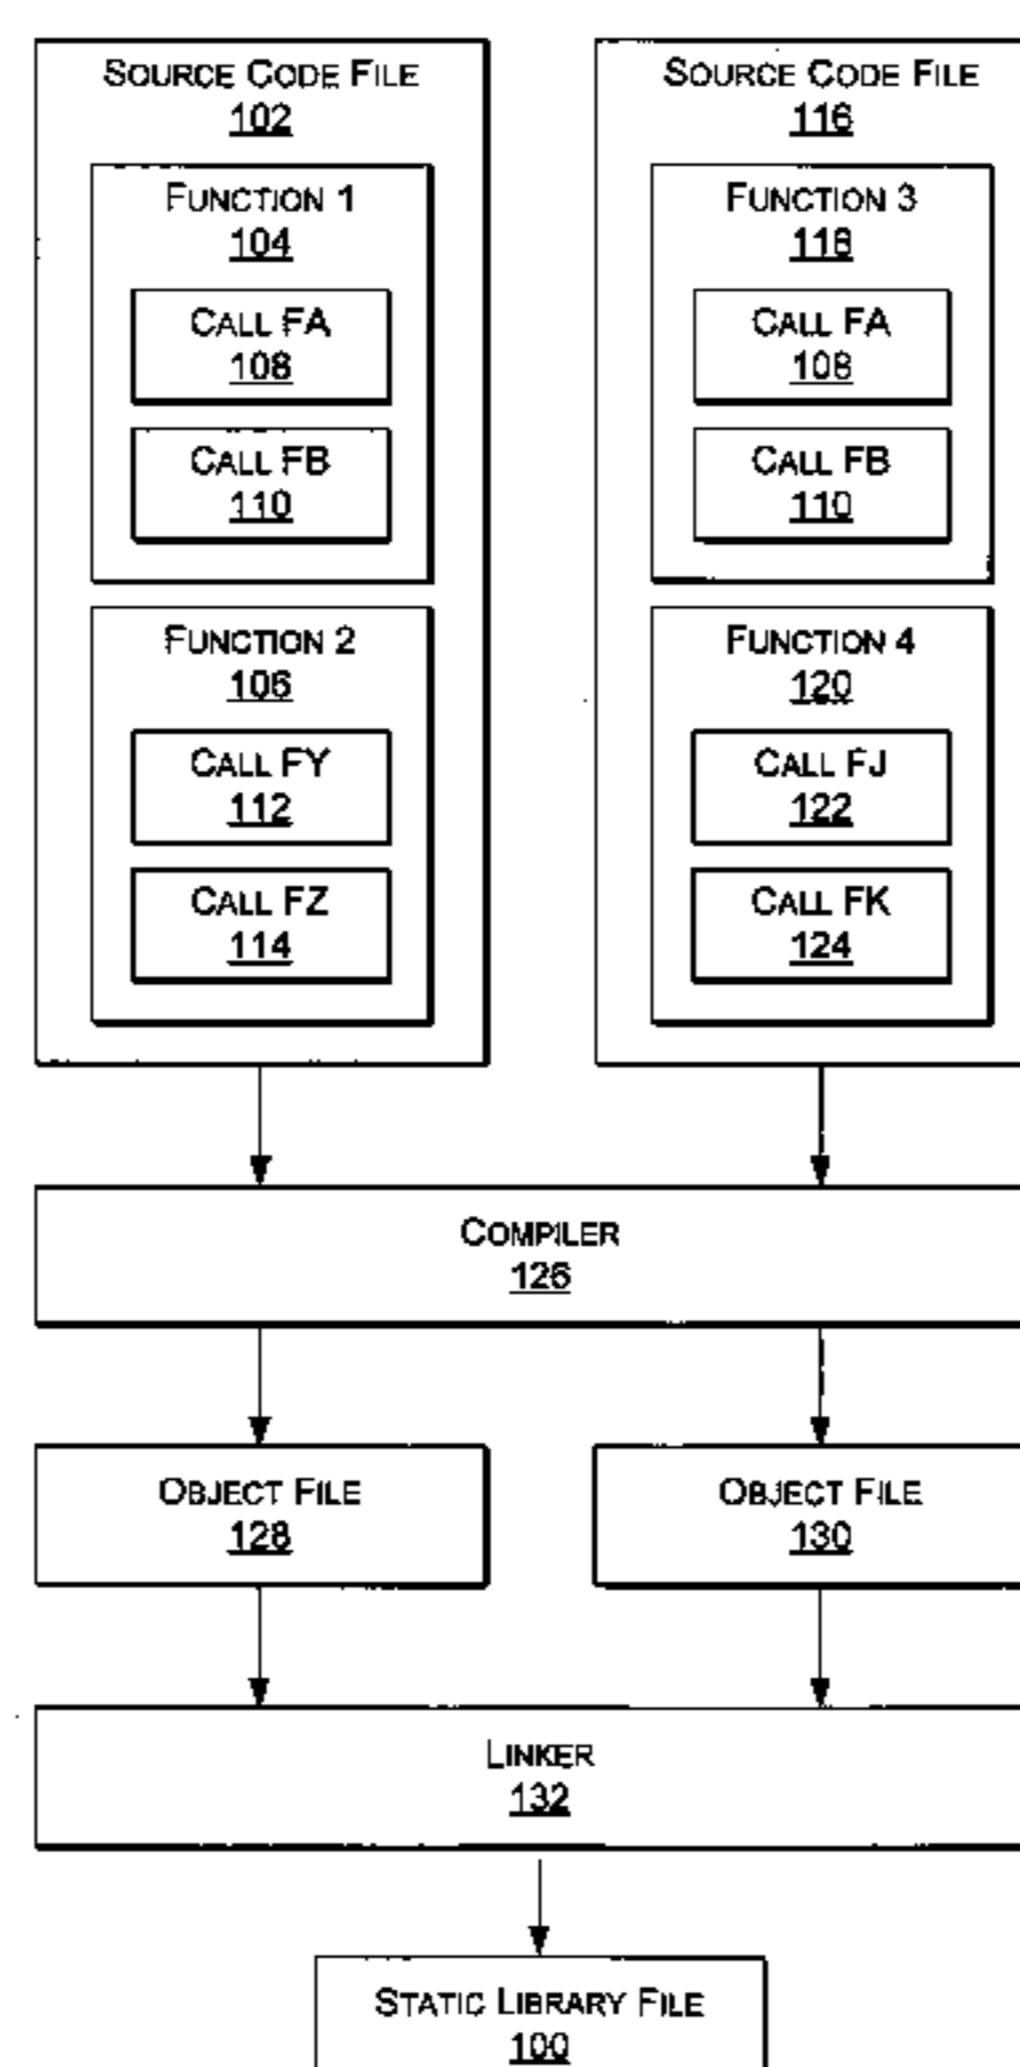 SOURCE CODE FILE
102
FUNCTION 1
104
CALL FA
108
CALL FB
110
FUNCTION 2
106
CALL FY
112
CALL FZ
114
SOURCE CODE FILE
116
FUNCTION 3
118
CALL FA
108
CALL FB
110
FUNCTION 4
120
CALL FJ
122
CALL FK
124
COMPILER
126
OBJECT FILE
128
OBJECT FILE
130
LINKER
132
STATIC LIBRARY FILE
100